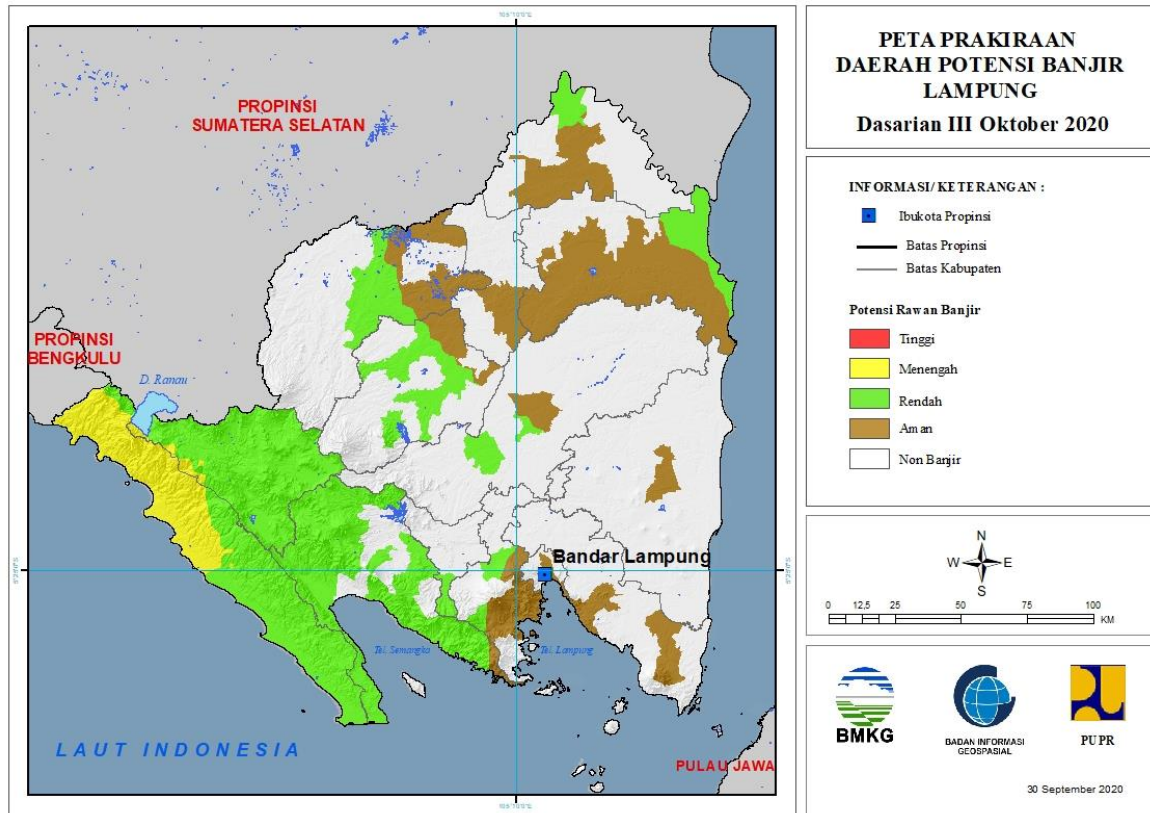 PROPINSI
SUMATERA SELATAN
PROPINSI
BENGKULU
D. Ranau
Bandar Lampung
Tel. Semangka
Tel. Lampung
LAUT INDONESIA
PULAU JAWA
PETA PRAKIRAAN
DAERAH POTENSI BANJIR
LAMPUNG
Dasarian III Oktober 2020
INFORMASI/ KETERANGAN :
Ibukota Propinsi
Batas Propinsi
Batas Kabupaten
Potensi Rawan Banjir
Tinggi
Menengah
Rendah
Aman
Non Banjir
N
W E
S
0 12,5 25 50 75 100
KM
BMKG
BADAN INFORMASI
GEOSPASIAL
PUPR
30 September 2020